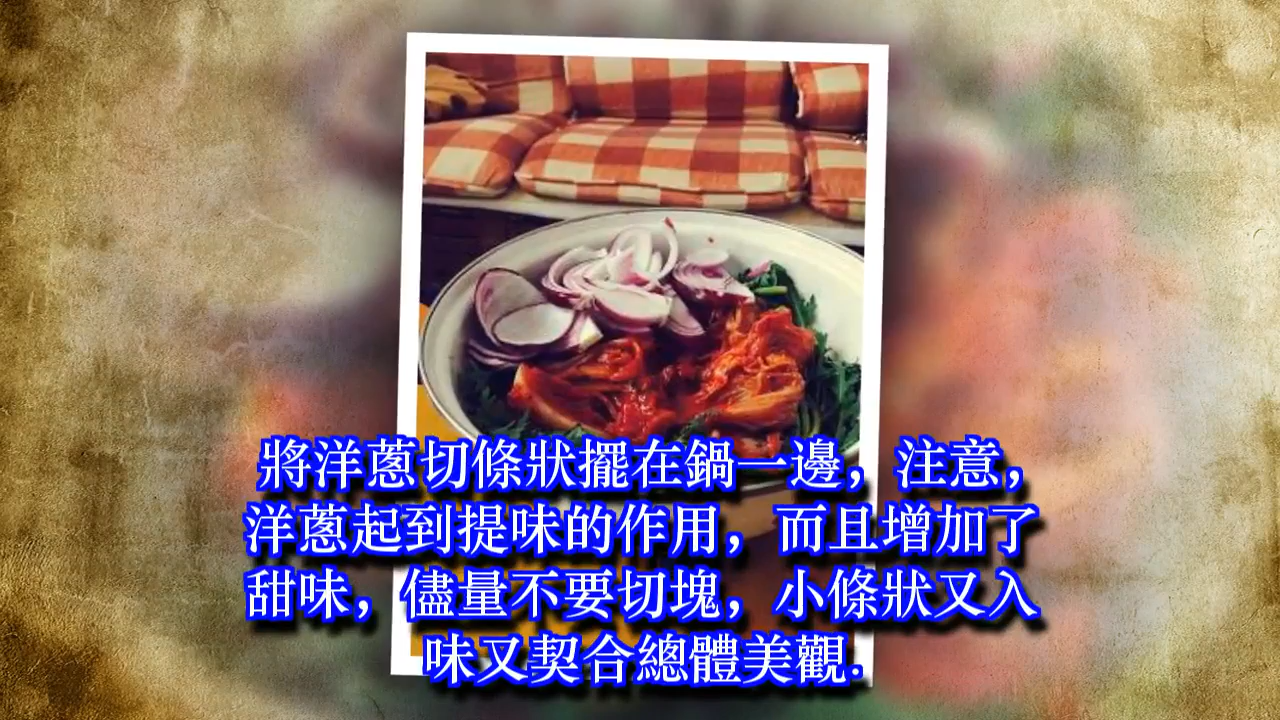 將洋蔥切條狀擺在鍋一邊，注意，
洋蔥起到提味的作用，而且增加了
甜味，儘量不要切塊，小條狀又入
味又契合總體美觀.